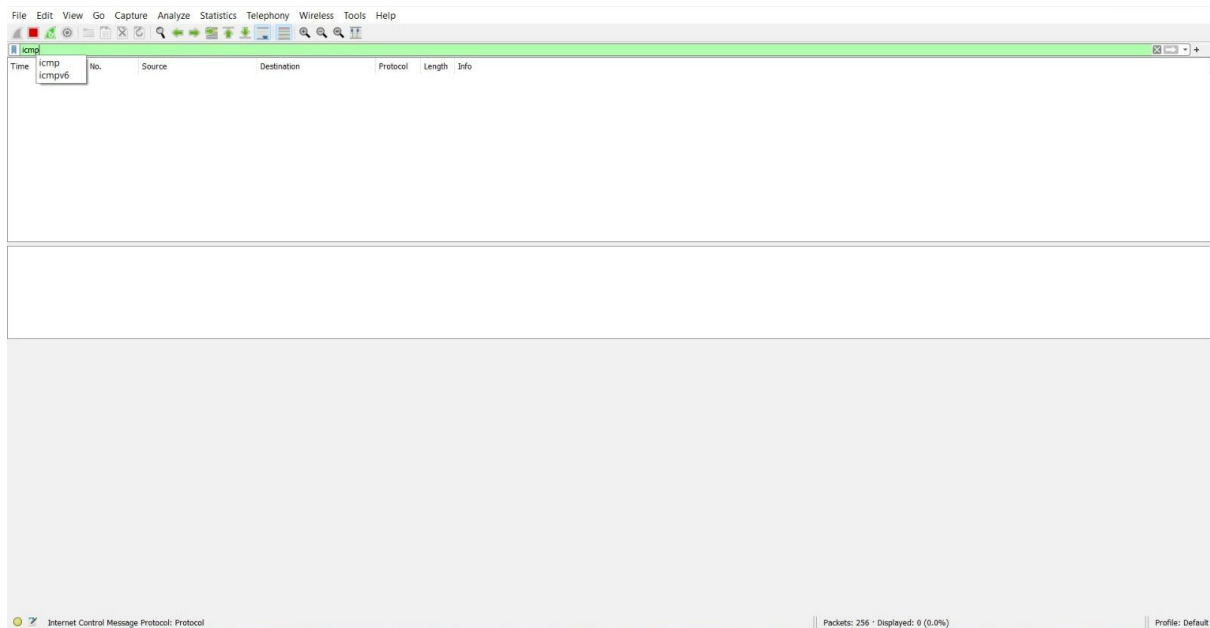 File Edit View Go Capture Analyze Statistics Telephony Wireless Tools Help
icmp
Time No. Source Destination Protocol Length Info
icmp
icmpv6
Internet Control Message Protocol: Protocol Packets: 256 · Displayed: 0 (0.0%) Profile: Default